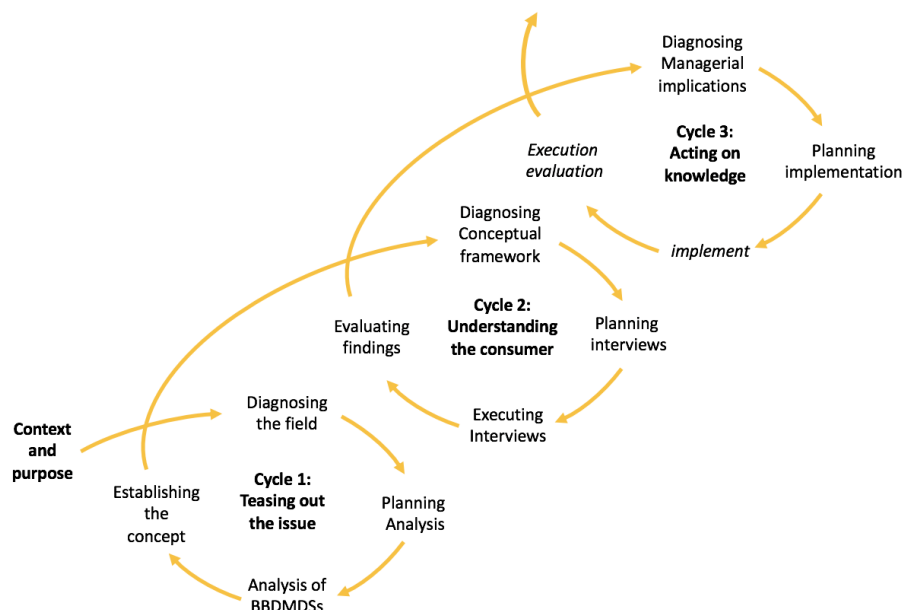 Diagnosing
Managerial
implications
Cycle 3:
Acting on
knowledge
Planning
implementation
implement
Execution
evaluation
Diagnosing
Conceptual
framework
Cycle 2:
Understanding
the consumer
Planning
interviews
Executing
Interviews
Evaluating
findings
Context
and
purpose
Diagnosing
the field
Cycle 1:
Teasing out
the issue
Planning
Analysis
Analysis of
BBDMDSs
Establishing
the
concept